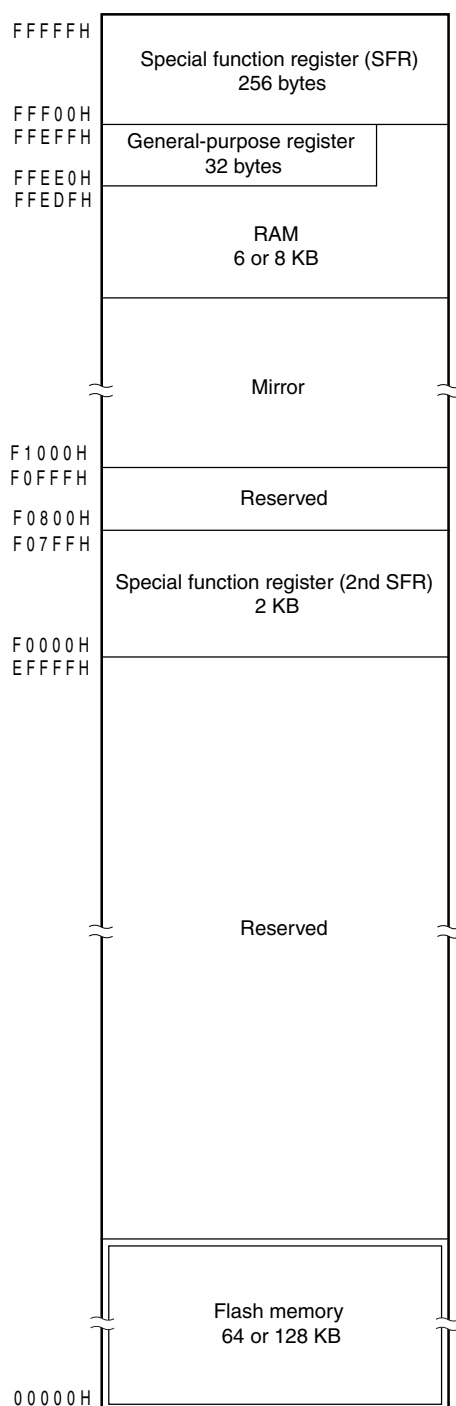 FFFFFH
Special function register (SFR)
256 bytes
FFF00H
FFEFFH
General-purpose register
32 bytes
FFEE0H
FFEDFH
RAM
6 or 8 KB
Mirror
F1000H
F0FFFH
Reserved
F0800H
F07FFH
Special function register (2nd SFR)
2 KB
F0000H
EFFFFH
Reserved
Flash memory
64 or 128 KB
00000H